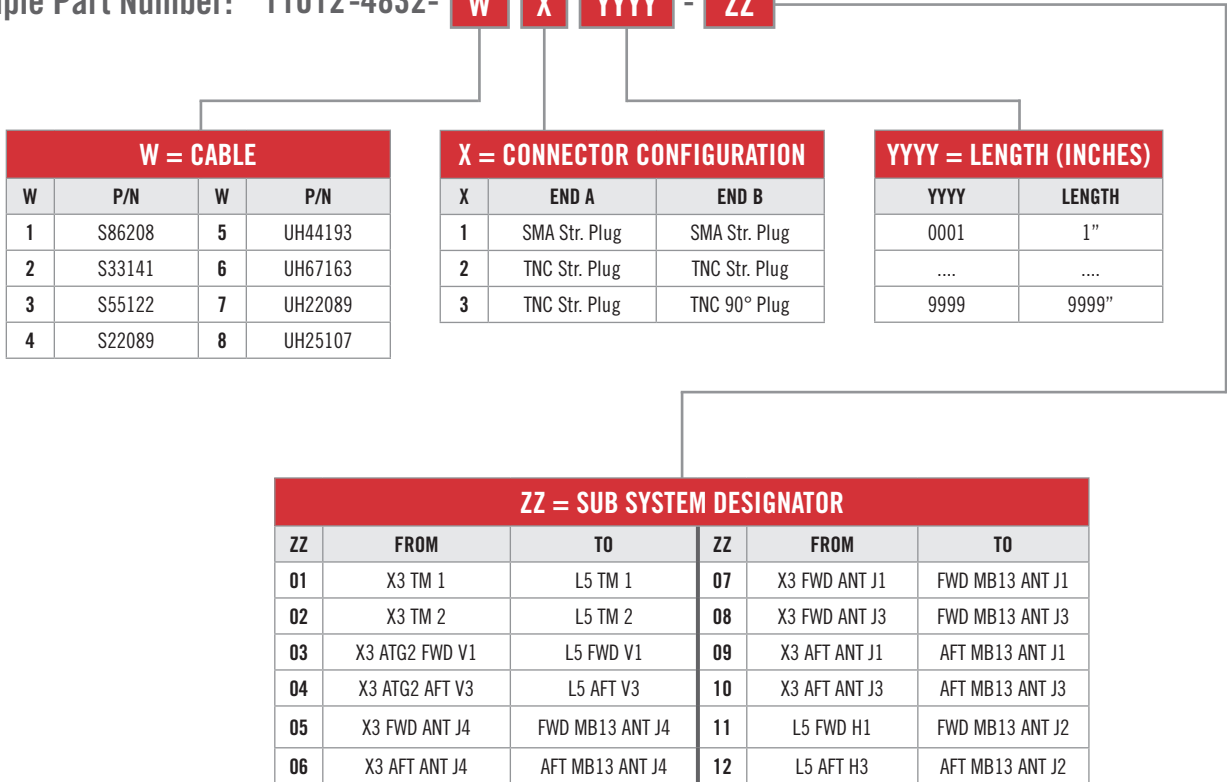 Part Number: 11012-4832- W X YYYY - ZZ
W = CABLE
W P/N W P/N
1 S86208 5 UH44193
2 S33141 6 UH67163
3 S55122 7 UH22089
4 S22089 8 UH25107
X = CONNECTOR CONFIGURATION
X END A END B
1 SMA Str. Plug SMA Str. Plug
2 TNC Str. Plug TNC Str. Plug
3 TNC Str. Plug TNC 90° Plug
YYYY = LENGTH (INCHES)
YYYY LENGTH
0001 1”
.... ....
9999 9999”
ZZ = SUB SYSTEM DESIGNATOR
ZZ FROM TO ZZ FROM TO
01 X3 TM 1 L5 TM 1 07 X3 FWD ANT J1 FWD MB13 ANT J1
02 X3 TM 2 L5 TM 2 08 X3 FWD ANT J3 FWD MB13 ANT J3
03 X3 ATG2 FWD V1 L5 FWD V1 09 X3 AFT ANT J1 AFT MB13 ANT J1
04 X3 ATG2 AFT V3 L5 AFT V3 10 X3 AFT ANT J3 AFT MB13 ANT J3
05 X3 FWD ANT J4 FWD MB13 ANT J4 11 L5 FWD H1 FWD MB13 ANT J2
06 X3 AFT ANT J4 AFT MB13 ANT J4 12 L5 AFT H3 AFT MB13 ANT J2